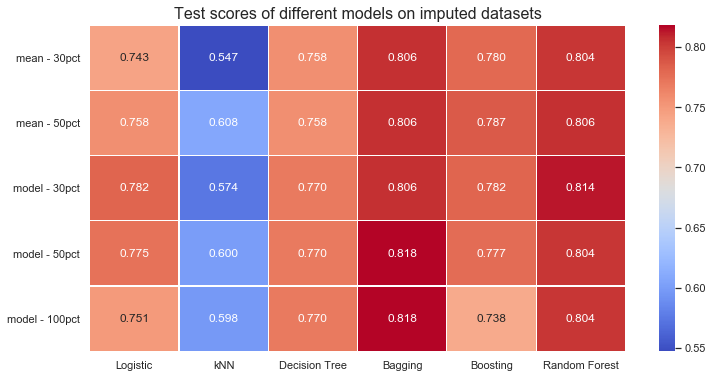 Test scores of different models on imputed datasets
mean - 30pct 0.743 0.547 0.758 0.806 0.780 0.804
mean - 50pct 0.758 0.608 0.758 0.806 0.787 0.806
model - 30pct 0.782 0.574 0.770 0.806 0.782 0.814
model - 50pct 0.775 0.600 0.770 0.818 0.777 0.804
model - 100pct 0.751 0.598 0.770 0.818 0.738 0.804
Logistic kNN Decision Tree Bagging Boosting Random Forest
0.80
0.75
0.70
0.65
0.60
0.55